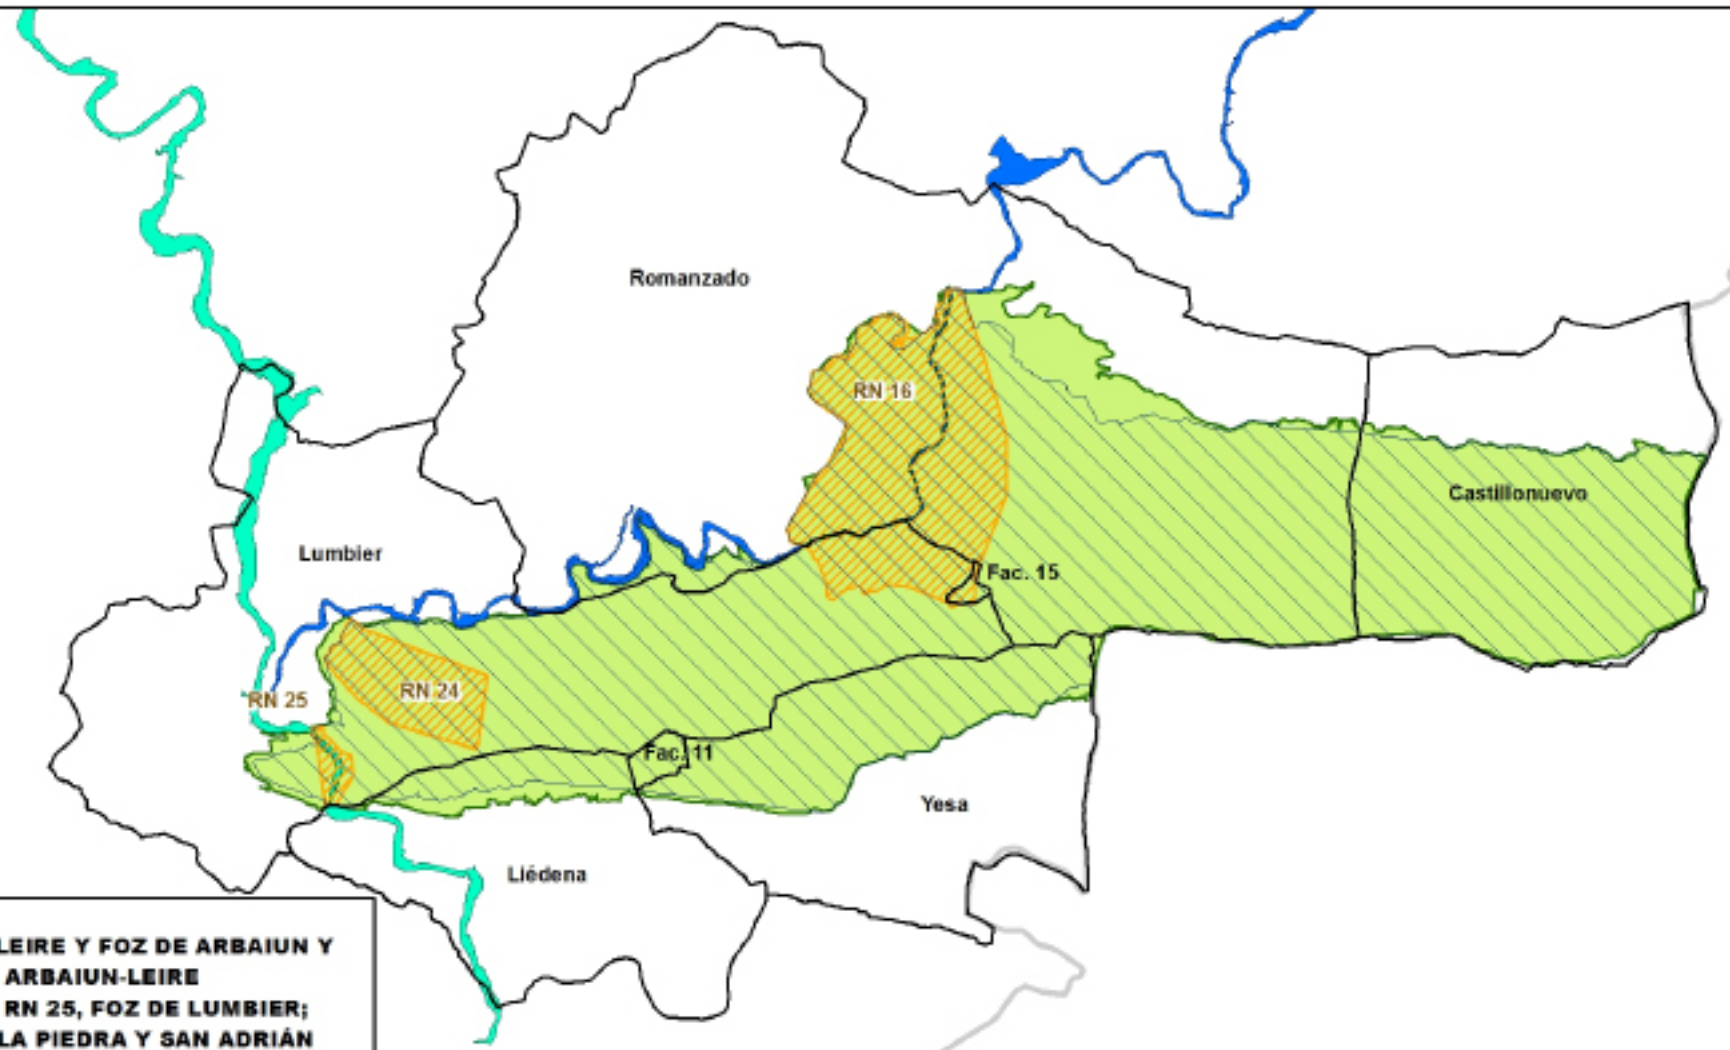 Romanzado
RN 16
Castillonuevo
Lumbier
Fac. 15
RN 24
RN 25
Fac. 11
Yesa
Liédena
LEIRE Y FOZ DE ARBAIUN Y
ARBAIUN-LEIRE
RN 25, FOZ DE LUMBIER;
LA PIEDRA Y SAN ADRIÁN